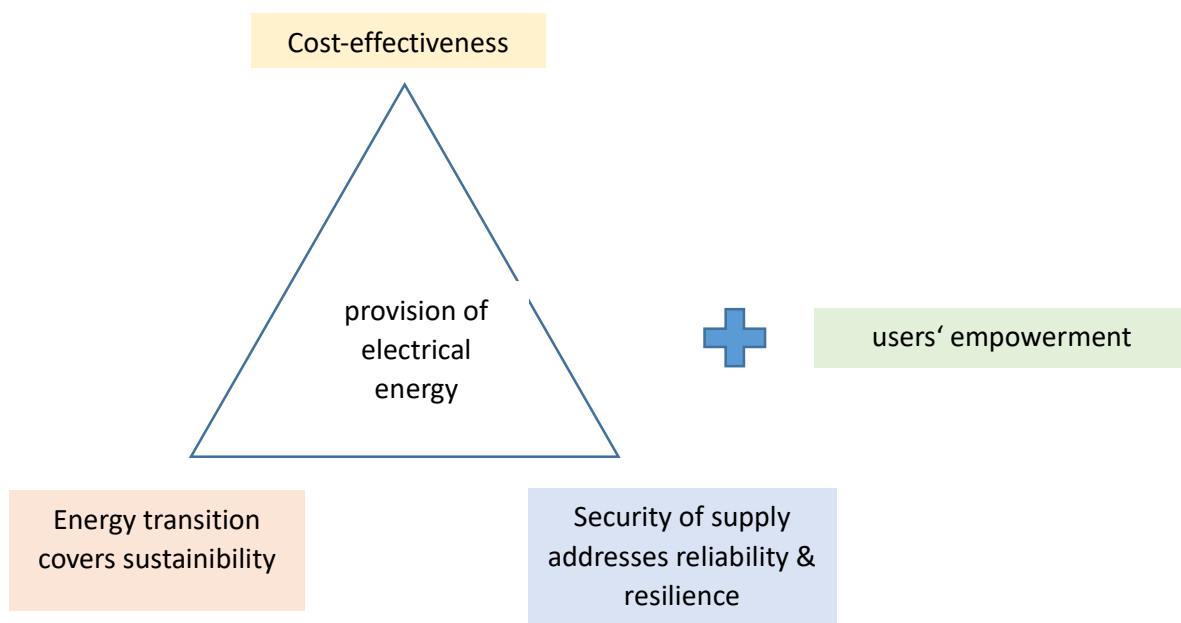 Cost-effectiveness
provision of
electrical
energy
users‘ empowerment
Energy transition
covers sustainibility
Security of supply
addresses reliability &
resilience